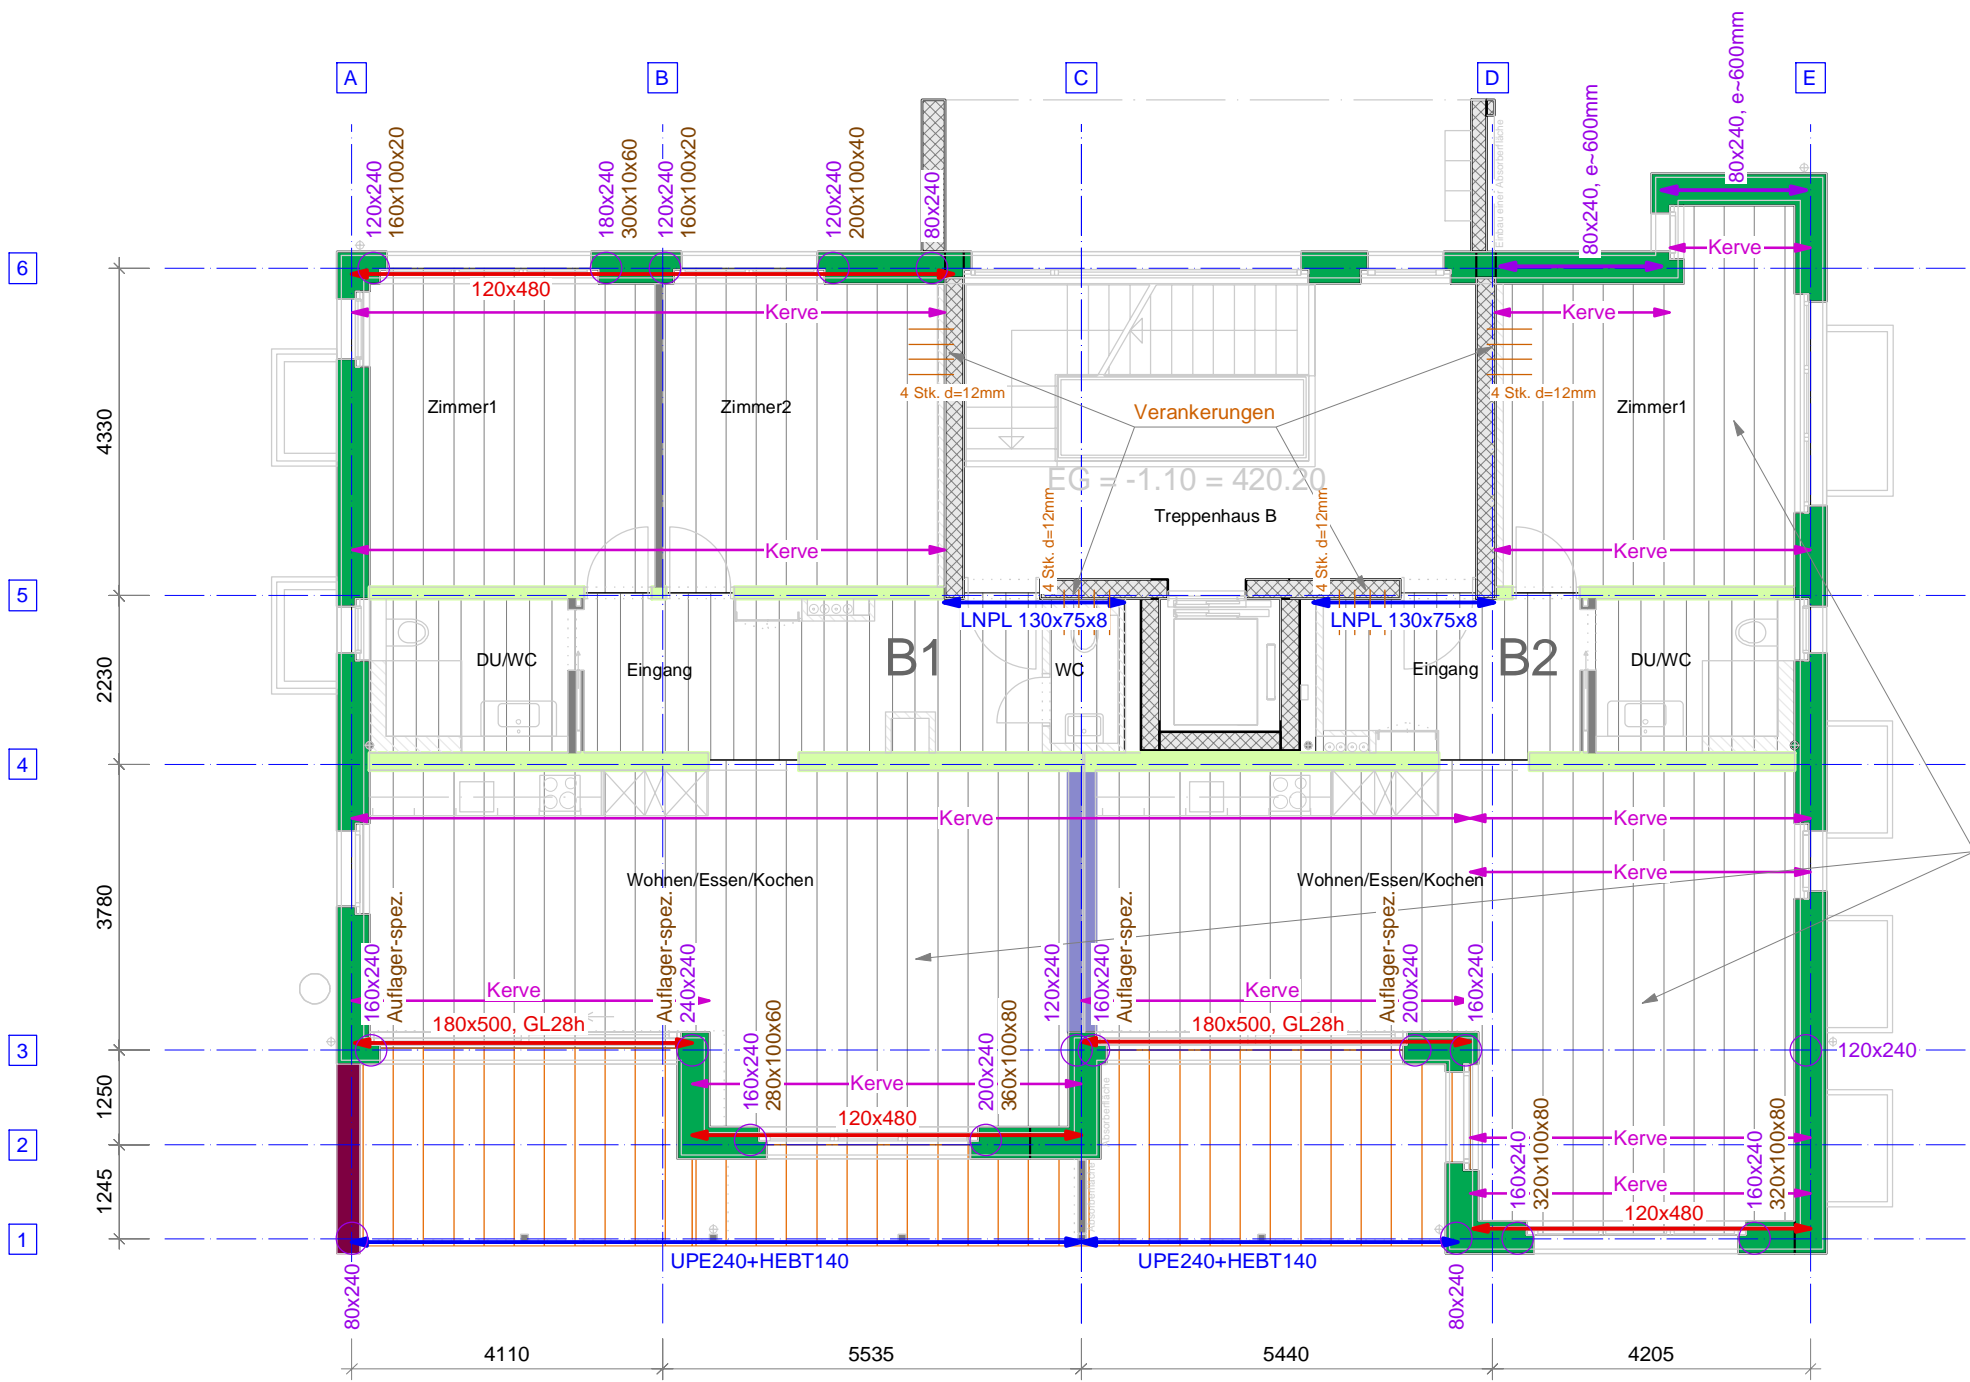 A
B
C
D
E
120x240
160x100x20
180x240
300x10x60
120x240
160x100x20
120x240
200x100x40
80x240
Einbau einer Absorberfläche
80x240, e~600mm
80x240, e~600mm
6
120x480
Kerve
Kerve
Kerve
4 Stk. d=12mm
4 Stk. d=12mm
Zimmer1
Zimmer2
Verankerungen
Zimmer1
4330
EG = -1.10 = 420.20
Treppenhaus B
4 Stk. d=12mm
4 Stk. d=12mm
Kerve
Kerve
5
LNPL 130x75x8
LNPL 130x75x8
2230
DU/WC
Eingang
B1
WC
Eingang
B2
DU/WC
4
Kerve
Kerve
Kerve
3780
Wohnen/Essen/Kochen
Wohnen/Essen/Kochen
160x240
Auflager-spez.
Auflager-spez.
240x240
120x240
160x240
Auflager-spez.
Auflager-spez.
200x240
160x240
Kerve
Kerve
180x500, GL28h
180x500, GL28h
3
120x240
1250
160x240
280x100x60
Kerve
200x240
360x100x80
Absorberfläche
120x480
2
Kerve
1245
Absorberfläche
160x240
320x100x80
Kerve
160x240
320x100x80
120x480
1
UPE240+HEBT140
UPE240+HEBT140
80x240
80x240
4110
5535
5440
4205